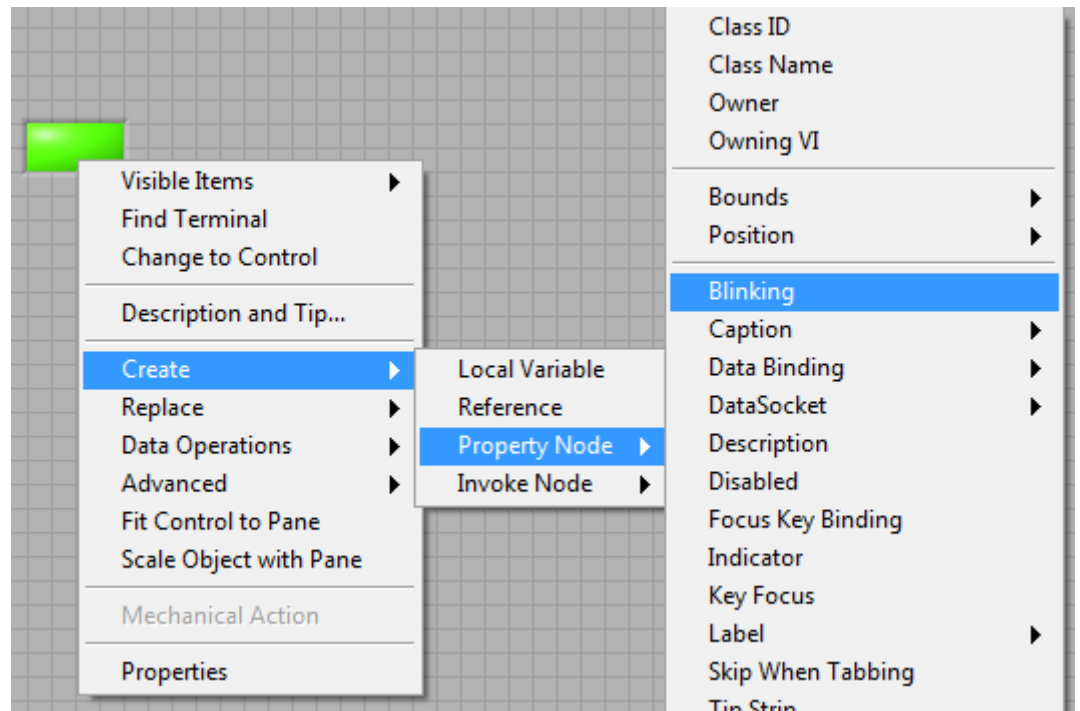 Visible Items
Find Terminal
Change to Control
Description and Tip...
Create
Replace
Data Operations
Advanced
Fit Control to Pane
Scale Object with Pane
Mechanical Action
Properties
Local Variable
Reference
Property Node
Invoke Node
Class ID
Class Name
Owner
Owning VI
Bounds
Position
Blinking
Caption
Data Binding
DataSocket
Description
Disabled
Focus Key Binding
Indicator
Key Focus
Label
Skip When Tabbing
Tip Strip